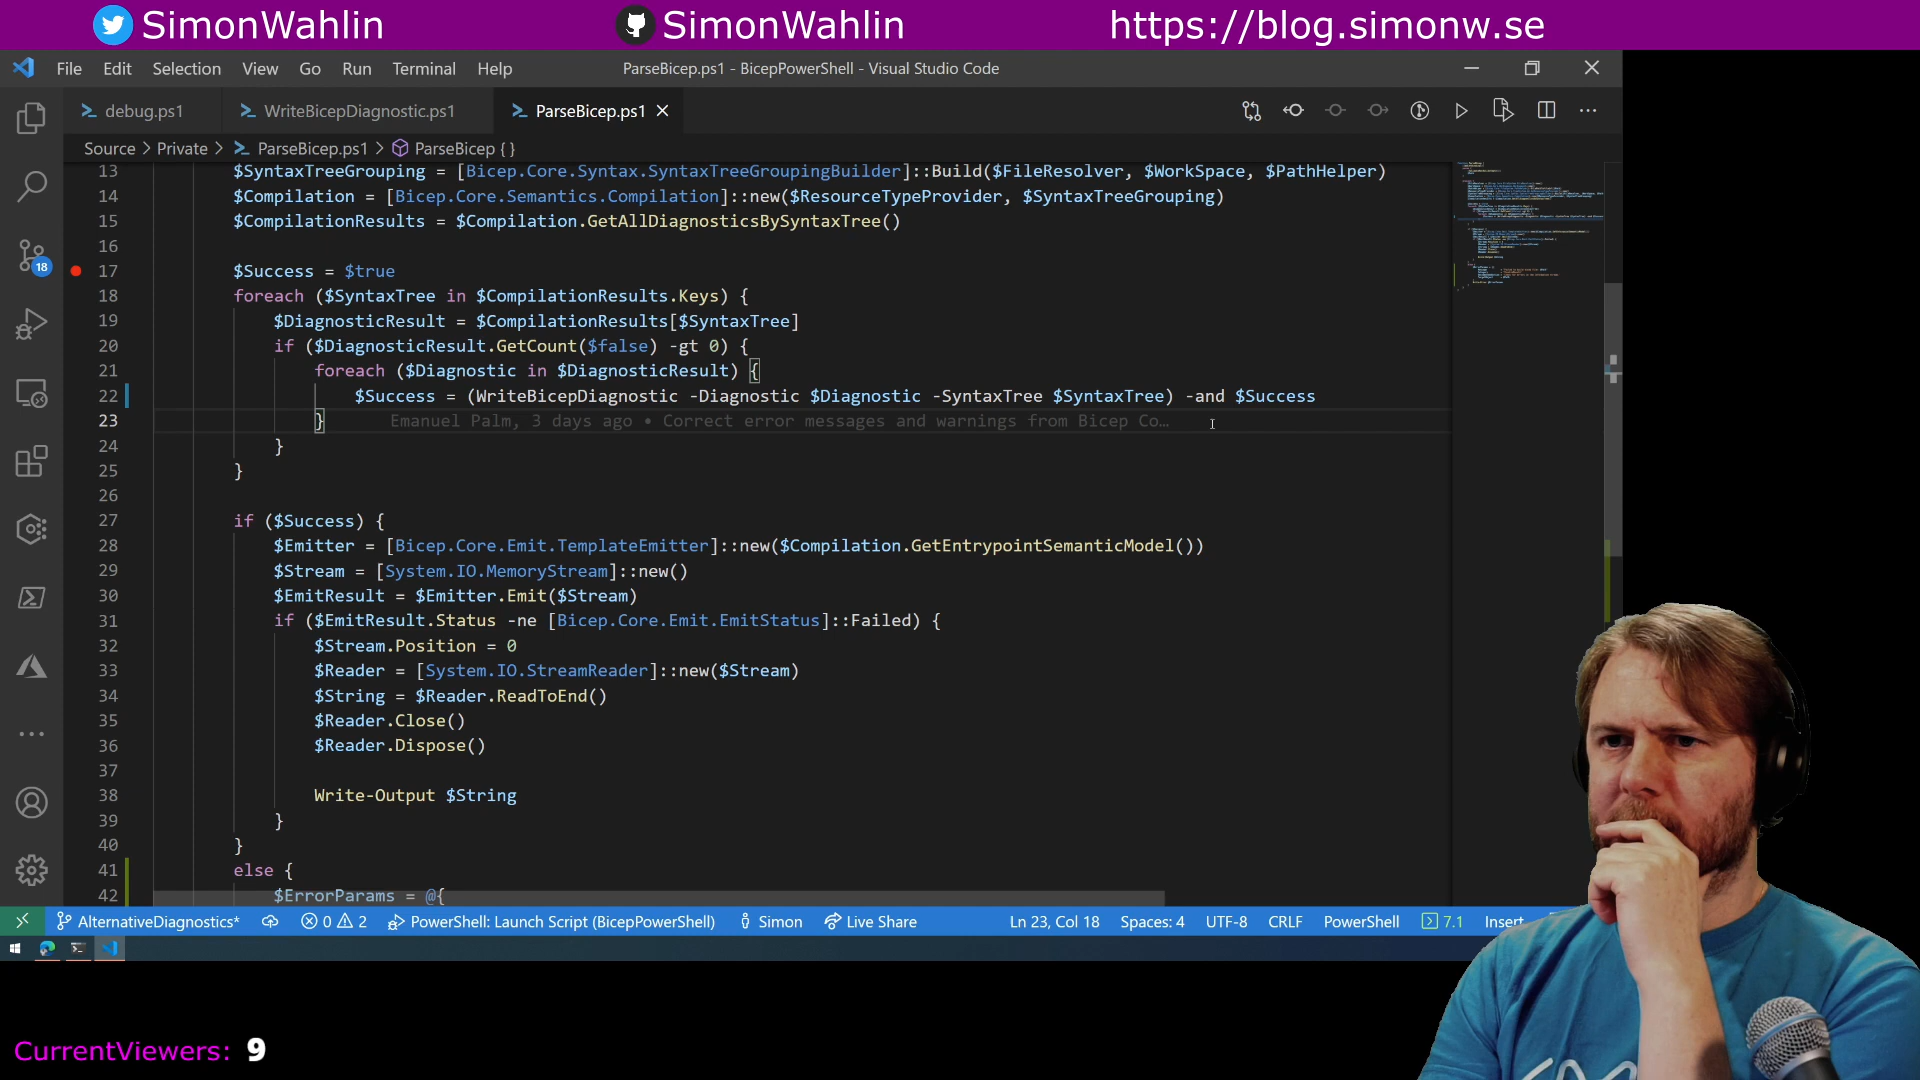 SimonWahlin
SimonWahlin
https://blog.simonw.se
File Edit Selection View Go Run Terminal Help
ParseBicep.ps1 - BicepPowerShell - Visual Studio Code
debug.ps1
WriteBicepDiagnostic.ps1
ParseBicep.ps1
Source > Private > ParseBicep.ps1 > ParseBicep { }
13 $SyntaxTreeGrouping = [Bicep.Core.Syntax.SyntaxTreeGroupingBuilder]::Build($FileResolver, $WorkSpace, $PathHelper)
14 $Compilation = [Bicep.Core.Semantics.Compilation]::new($ResourceTypeProvider, $SyntaxTreeGrouping)
15 $CompilationResults = $Compilation.GetAllDiagnosticsBySyntaxTree()
16
17 $Success = $true
18 foreach ($SyntaxTree in $CompilationResults.Keys) {
19 $DiagnosticResult = $CompilationResults[$SyntaxTree]
20 if ($DiagnosticResult.GetCount($false) -gt 0) {
21 foreach ($Diagnostic in $DiagnosticResult) {
22 $Success = (WriteBicepDiagnostic -Diagnostic $Diagnostic -SyntaxTree $SyntaxTree) -and $Success
23 } Emanuel Palm, 3 days ago • Correct error messages and warnings from Bicep Co…
24 }
25 }
26
27 if ($Success) {
28 $Emitter = [Bicep.Core.Emit.TemplateEmitter]::new($Compilation.GetEntrypointSemanticModel())
29 $Stream = [System.IO.MemoryStream]::new()
30 $EmitResult = $Emitter.Emit($Stream)
31 if ($EmitResult.Status -ne [Bicep.Core.Emit.EmitStatus]::Failed) {
32 $Stream.Position = 0
33 $Reader = [System.IO.StreamReader]::new($Stream)
34 $String = $Reader.ReadToEnd()
35 $Reader.Close()
36 $Reader.Dispose()
37
38 Write-Output $String
39 }
40 }
41 else {
42 $ErrorParams = @{
18
AlternativeDiagnostics* 0 2 PowerShell: Launch Script (BicepPowerShell) Simon Live Share Ln 23, Col 18 Spaces: 4 UTF-8 CRLF PowerShell 7.1 Insert
CurrentViewers: 9